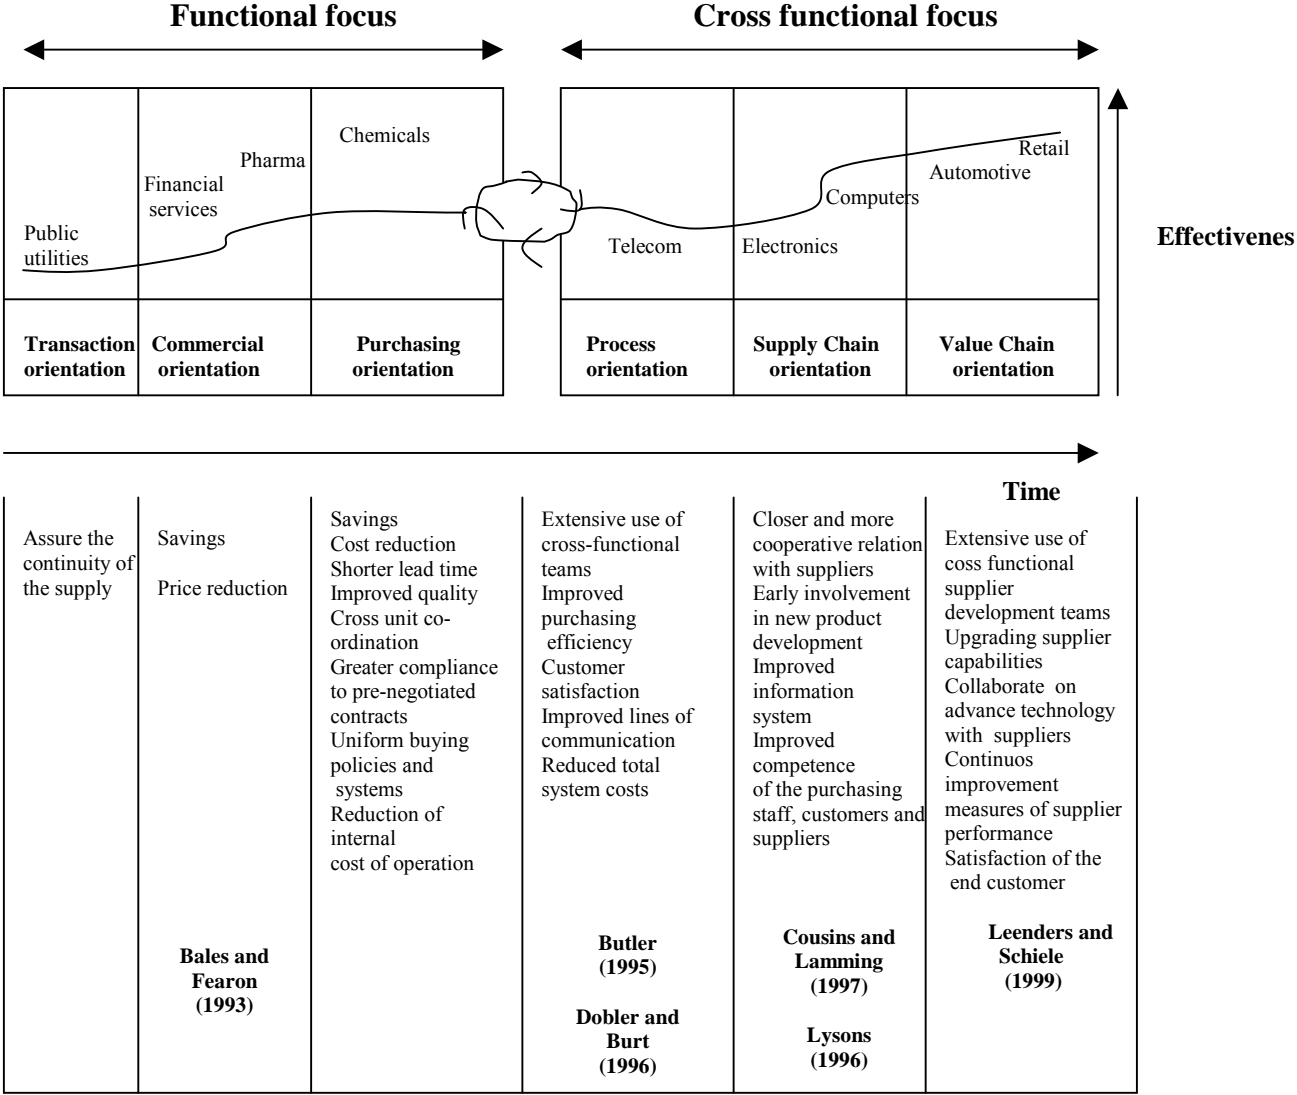 Functional focus
Cross functional focus
Chemicals
Pharma
Financial
services
Public
utilities
Retail
Automotive
Computers
Telecom
Electronics
Effectivenes
Transaction
orientation
Commercial
orientation
Purchasing
orientation
Process
orientation
Supply Chain
orientation
Value Chain
orientation
Time
Assure the
continuity of
the supply
Savings
Price reduction
Bales and
Fearon
(1993)
Savings
Cost reduction
Shorter lead time
Improved quality
Cross unit co-
ordination
Greater compliance
to pre-negotiated
contracts
Uniform buying
policies and
systems
Reduction of
internal
cost of operation
Extensive use of
cross-functional
teams
Improved
purchasing
efficiency
Customer
satisfaction
Improved lines of
communication
Reduced total
system costs
Butler
(1995)
Dobler and
Burt
(1996)
Closer and more
cooperative relation
with suppliers
Early involvement
in new product
development
Improved
information
system
Improved
competence
of the purchasing
staff, customers and
suppliers
Cousins and
Lamming
(1997)
Lysons
(1996)
Extensive use of
coss functional
supplier
development teams
Upgrading supplier
capabilities
Collaborate on
advance technology
with suppliers
Continuos
improvement
measures of supplier
performance
Satisfaction of the
end customer
Leenders and
Schiele
(1999)